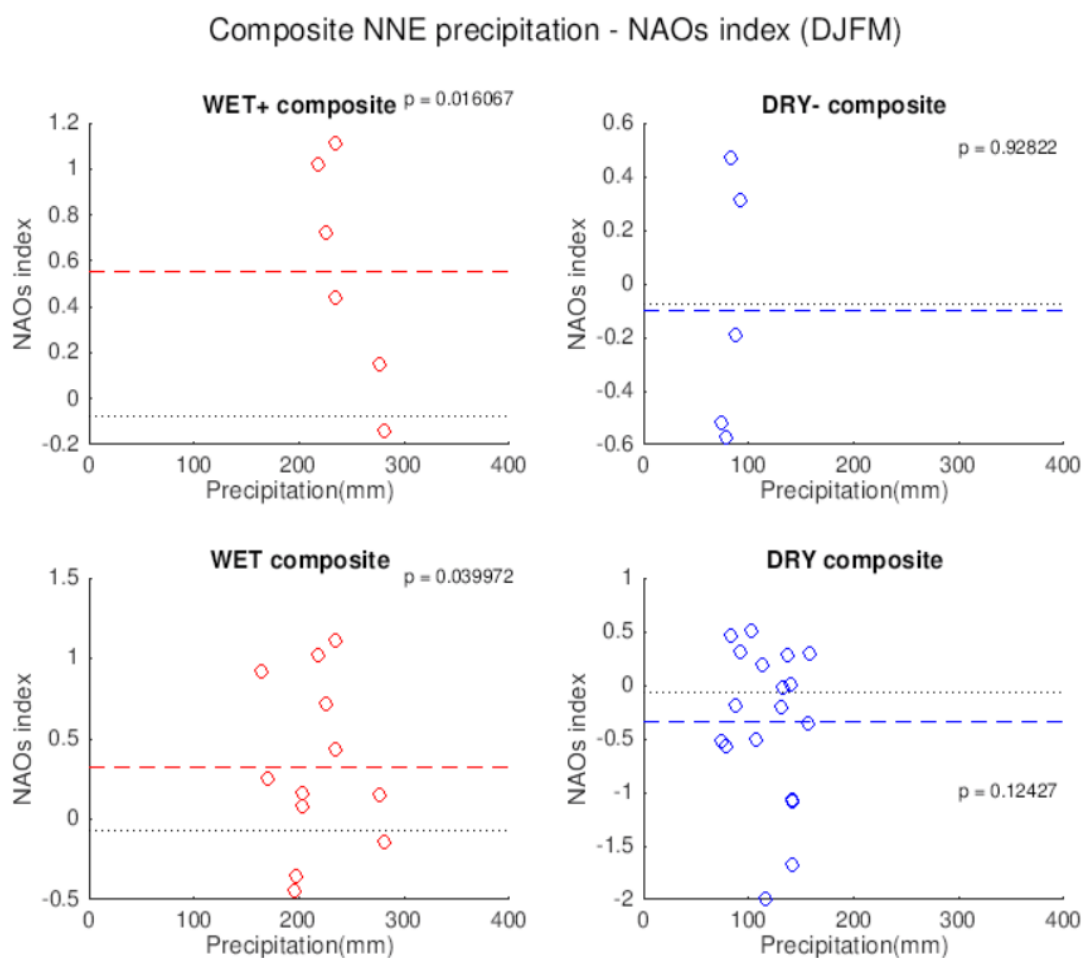 Composite NNE precipitation - NAOs index (DJFM)
WET+ composite p = 0.016067
1.2
1
0.8
0.6
0.4
0.2
0
-0.2
NAOs index
0 100 200 300 400
Precipitation(mm)
DRY- composite
p = 0.92822
0.6
0.4
0.2
0
-0.2
-0.4
-0.6
NAOs index
0 100 200 300 400
Precipitation(mm)
WET composite
p = 0.039972
1.5
1
0.5
0
-0.5
NAOs index
0 100 200 300 400
Precipitation(mm)
DRY composite
1
0.5
0
-0.5
-1
-1.5
-2
p = 0.12427
NAOs index
0 100 200 300 400
Precipitation(mm)